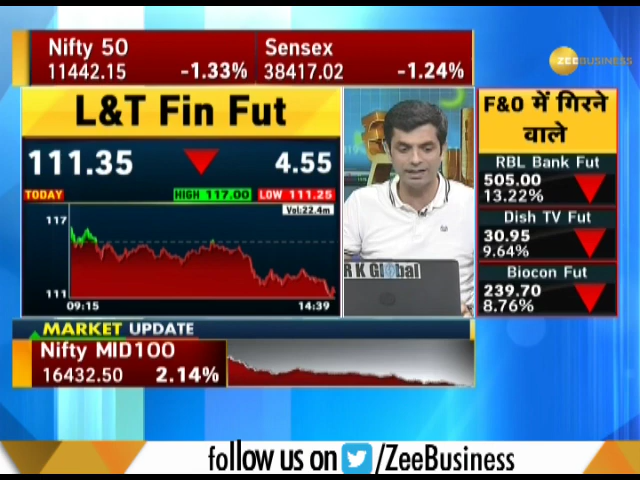 Nifty 50
11442.15 -1.33%
Sensex
38417.02 -1.24%
ZEEBUSINESS
L&T Fin Fut
111.35 4.55
TODAY HIGH 117.00 LOW 111.25
Vol:22.4m
117
111
09:15 14:39
R K Global
F&O में गिरने
वाले
RBL Bank Fut
505.00
13.22%
Dish TV Fut
30.95
9.64%
Biocon Fut
239.70
8.76%
MARKET UPDATE
Nifty MID100
16432.50 2.14%
follow us on /ZeeBusiness